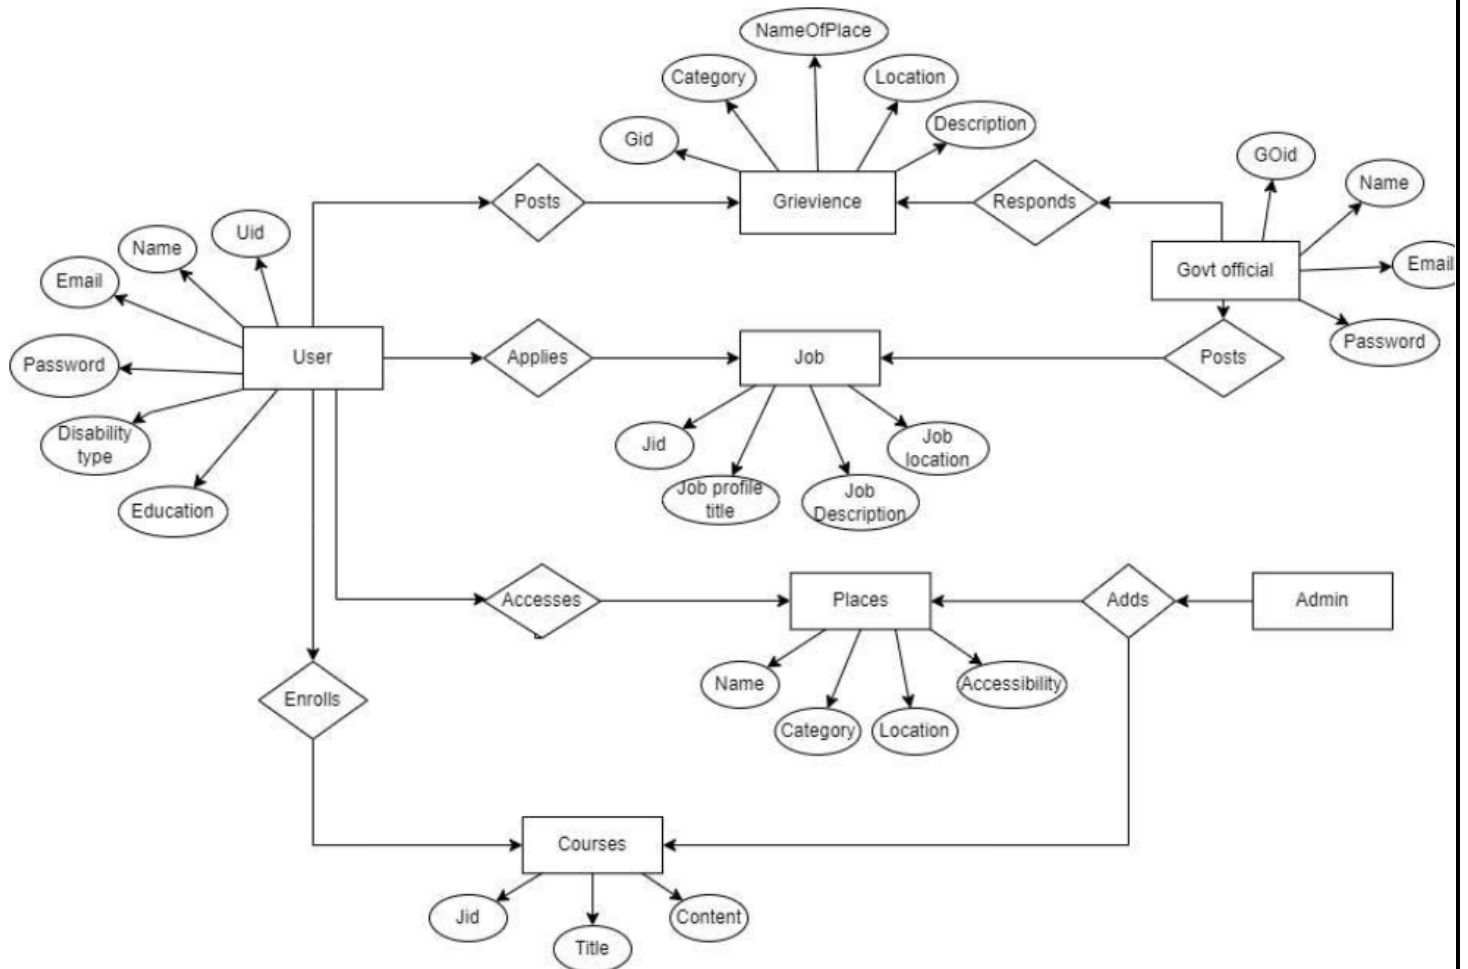 NameOfPlace
Category
Location
Description
Gid
GOid
Name
Posts
Grievience
Responds
Uid
Name
Email
Govt official
Email
User
Applies
Job
Posts
Password
Password
Disability
type
Jid
Job
location
Job profile
title
Job
Description
Education
Accesses
Places
Adds
Admin
Enrolls
Name
Accessibility
Category
Location
Courses
Jid
Content
Title